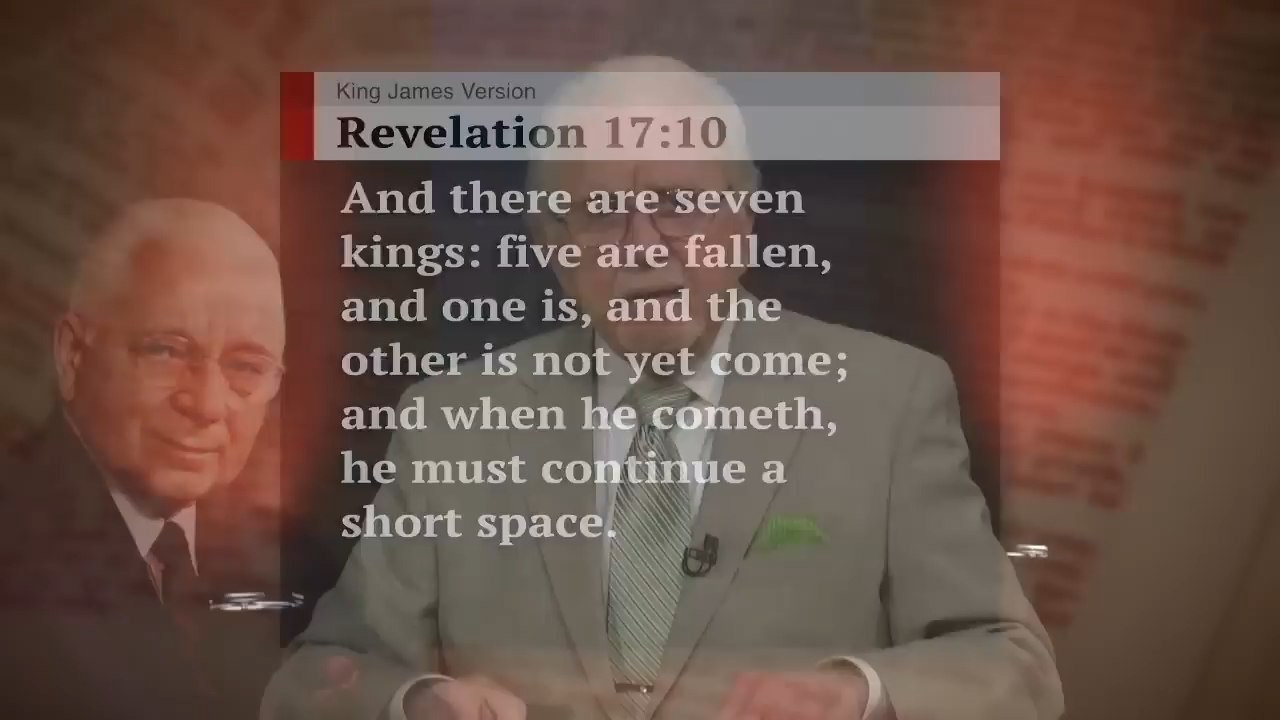 King James Version
Revelation 17:10
And there are seven
kings: five are fallen,
and one is, and the
other is not yet come;
and when he cometh,
he must continue a
short space.